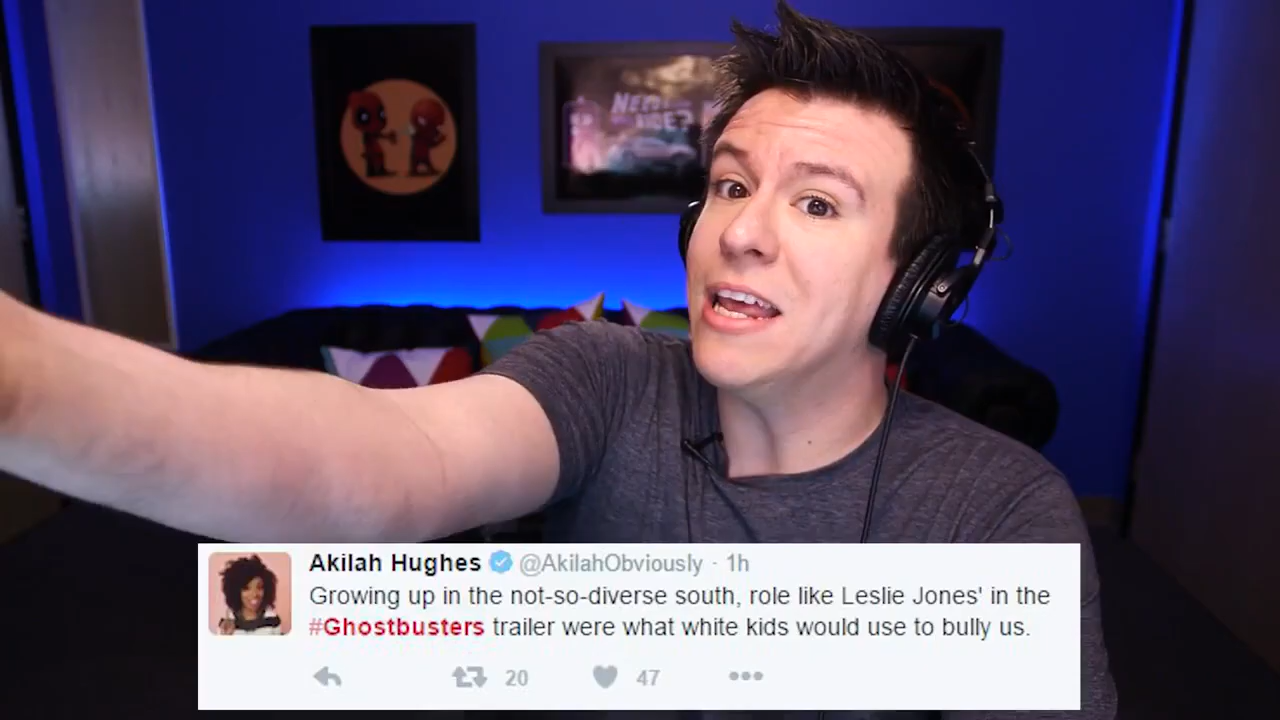 Akilah Hughes @AkilahObviously · 1h
Growing up in the not-so-diverse south, role like Leslie Jones' in the
#Ghostbusters trailer were what white kids would use to bully us.
20 47